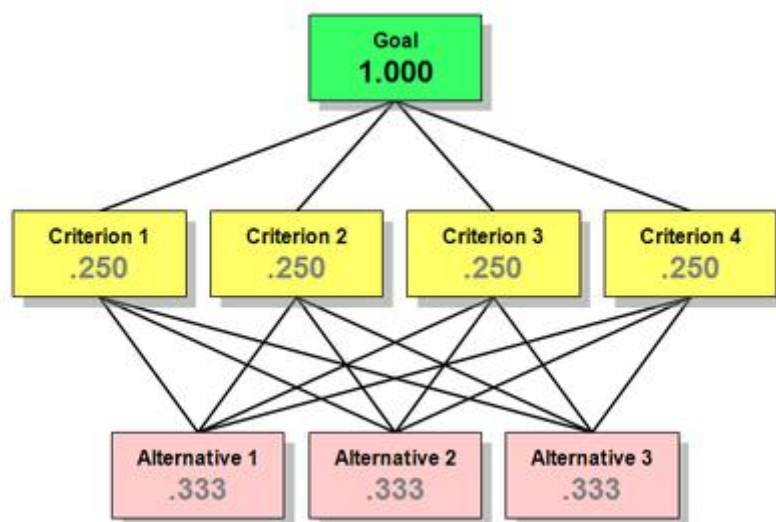 Goal
1.000
Criterion 1
.250
Criterion 2
.250
Criterion 3
.250
Criterion 4
.250
Alternative 1
.333
Alternative 2
.333
Alternative 3
.333